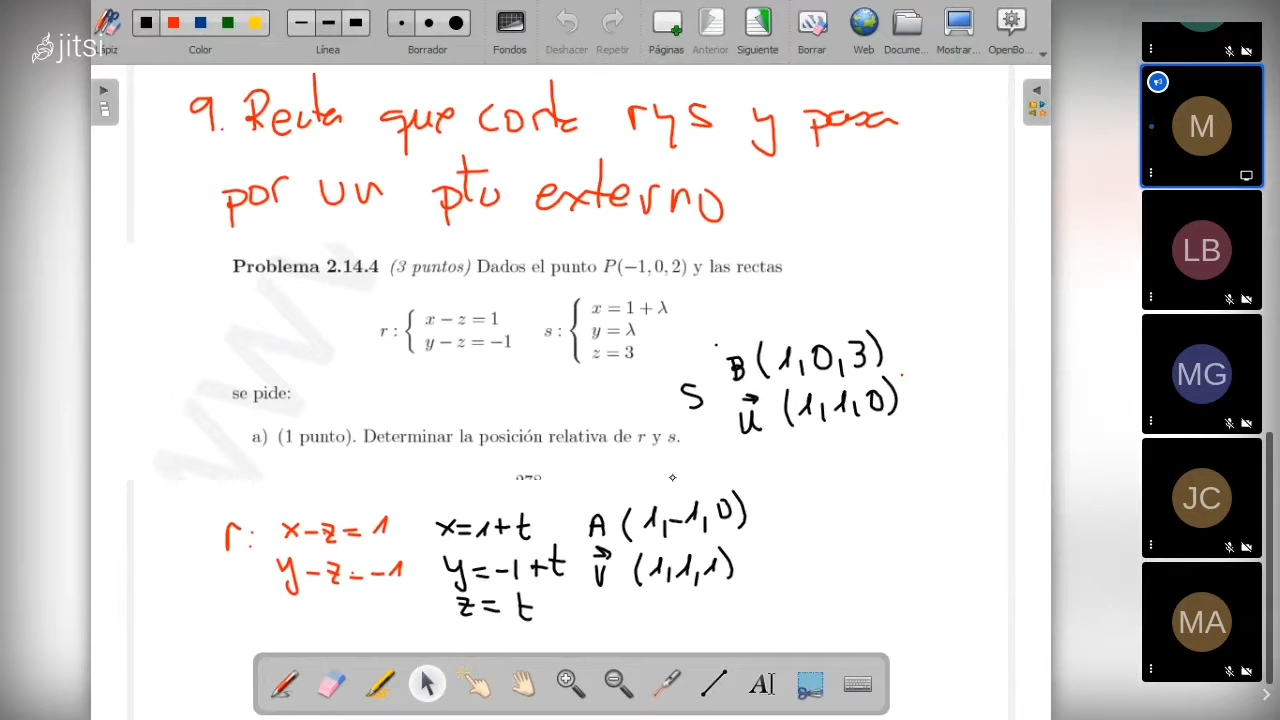 Lápiz Color Línea Borrador Fondos Deshacer Repetir Páginas Anterior Siguiente Borrar Web Docume... Mostrar... OpenBo...
jitsi
9. Recta que corta r y s y pasa
por un pto externo
Problema 2.14.4 (3 puntos) Dados el punto P(−1, 0, 2) y las rectas
r : { x − z = 1 s : { x = 1 + λ
y − z = −1 y = λ
z = 3
B (1,0,3)
se pide:
S u⃗ (1,1,0)
a) (1 punto). Determinar la posición relativa de r y s.
r: x-z=1 x=1+t A (1,-1,0)
y-z=-1 y=-1+t v⃗ (1,1,1)
z= t
M
LB
MG
JC
MA